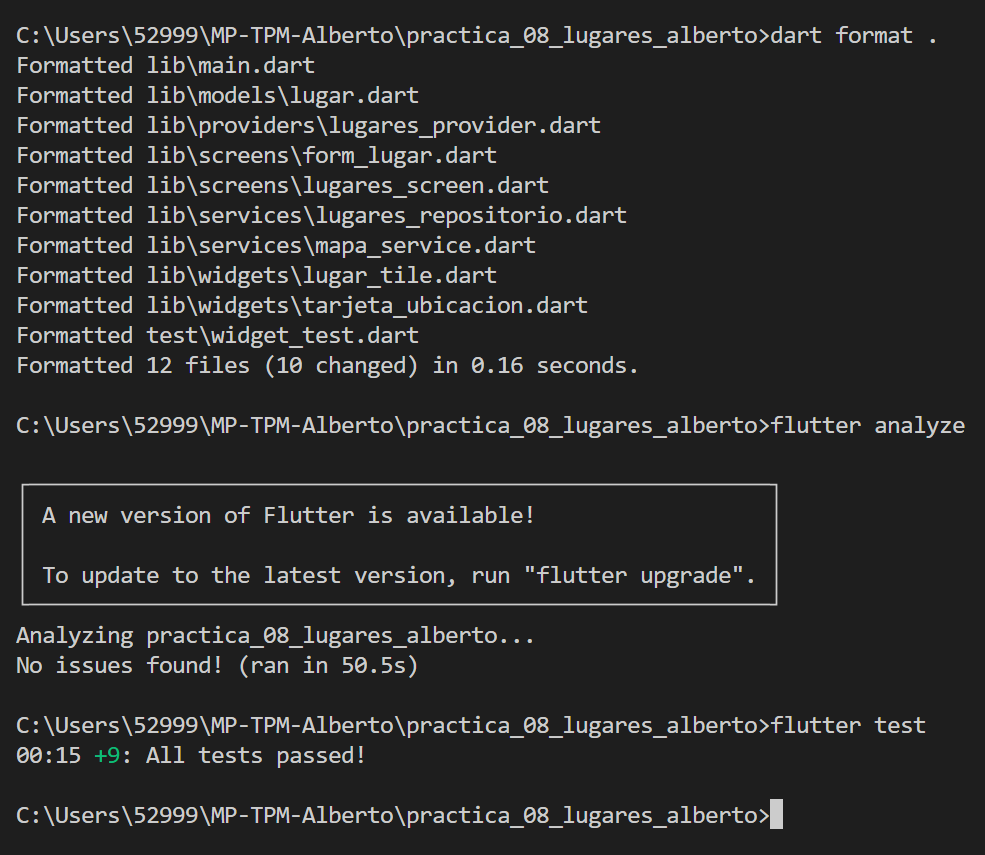 C:\Users\52999\MP-TPM-Alberto\practica_08_lugares_alberto>dart format .
Formatted lib\main.dart
Formatted lib\models\lugar.dart
Formatted lib\providers\lugares_provider.dart
Formatted lib\screens\form_lugar.dart
Formatted lib\screens\lugares_screen.dart
Formatted lib\services\lugares_repositorio.dart
Formatted lib\services\mapa_service.dart
Formatted lib\widgets\lugar_tile.dart
Formatted lib\widgets\tarjeta_ubicacion.dart
Formatted test\widget_test.dart
Formatted 12 files (10 changed) in 0.16 seconds.
C:\Users\52999\MP-TPM-Alberto\practica_08_lugares_alberto>flutter analyze
A new version of Flutter is available!
To update to the latest version, run "flutter upgrade".
Analyzing practica_08_lugares_alberto...
No issues found! (ran in 50.5s)
C:\Users\52999\MP-TPM-Alberto\practica_08_lugares_alberto>flutter test
00:15 +9: All tests passed!
C:\Users\52999\MP-TPM-Alberto\practica_08_lugares_alberto>